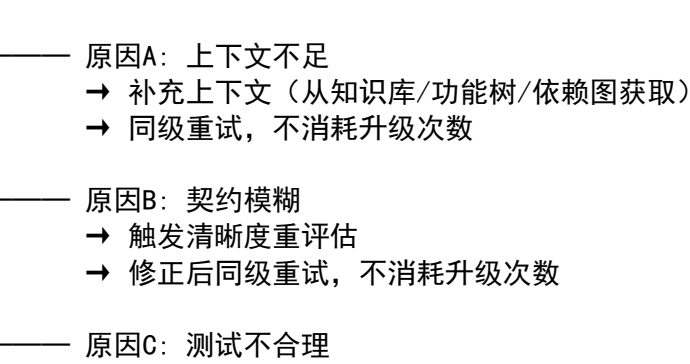 —— 原因A: 上下文不足
→ 补充上下文（从知识库/功能树/依赖图获取）
→ 同级重试，不消耗升级次数
—— 原因B: 契约模糊
→ 触发清晰度重评估
→ 修正后同级重试，不消耗升级次数
—— 原因C: 测试不合理